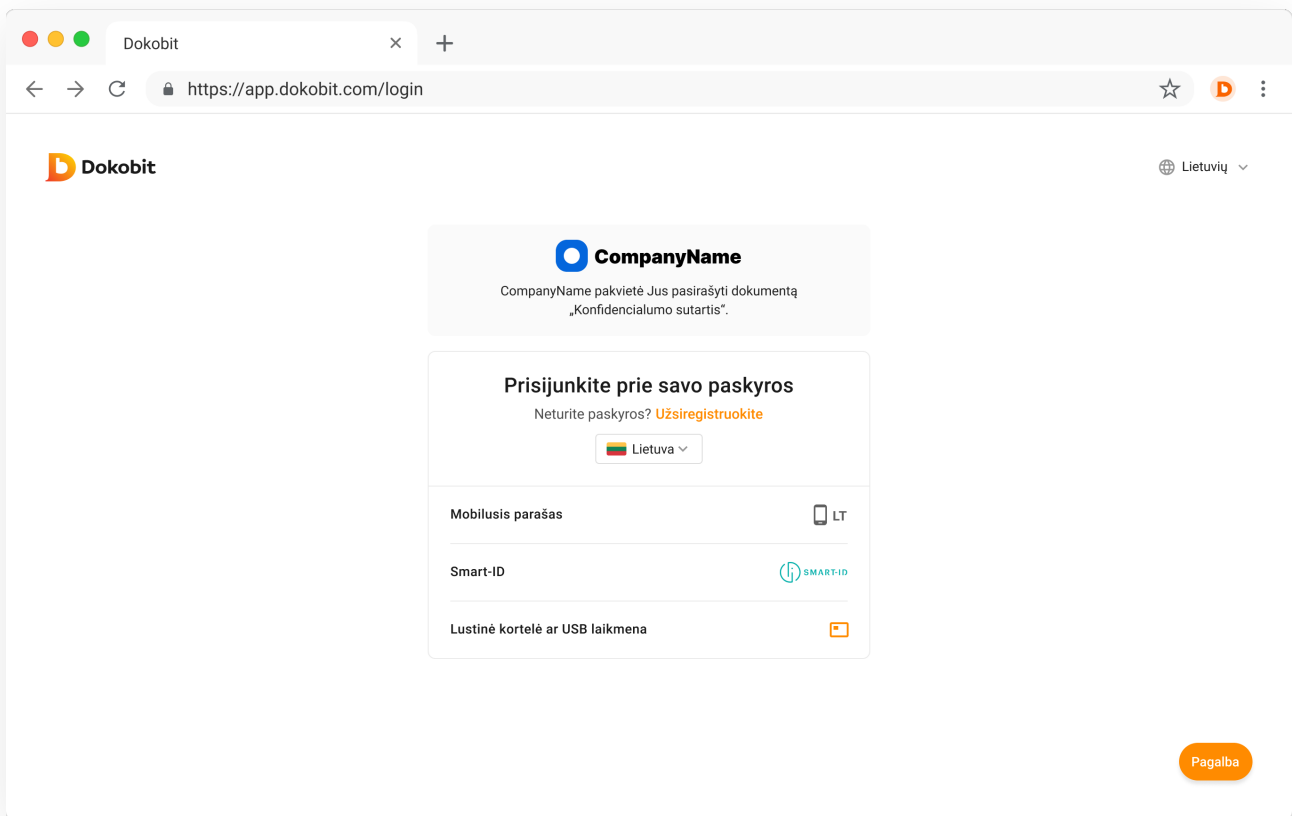 Dokobit
https://app.dokobit.com/login
Dokobit
Lietuvių
CompanyName
CompanyName pakvietė Jus pasirašyti dokumentą
„Konfidencialumo sutartis“.
Prisijunkite prie savo paskyros
Neturite paskyros? Užsiregistruokite
Lietuva
Mobilusis parašas
LT
Smart-ID
SMART-ID
Lustinė kortelė ar USB laikmena
Pagalba